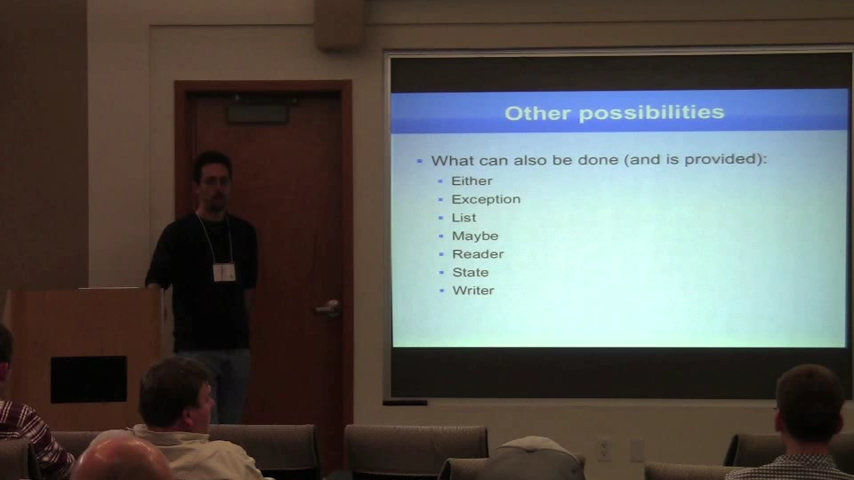 Other possibilities
What can also be done (and is provided):
Either
Exception
List
Maybe
Reader
State
Writer